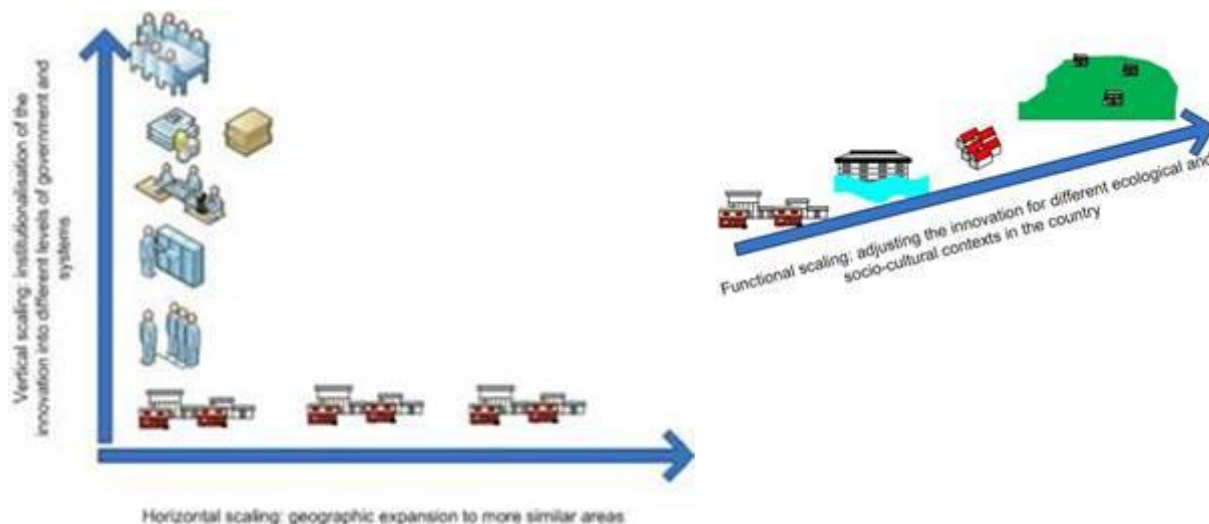 Vertical scaling: institutionalisation of the
innovation into different levels of government and
systems
Horizontal scaling: geographic expansion to more similar areas
Functional scaling: adjusting the innovation for different ecological and
socio-cultural contexts in the country